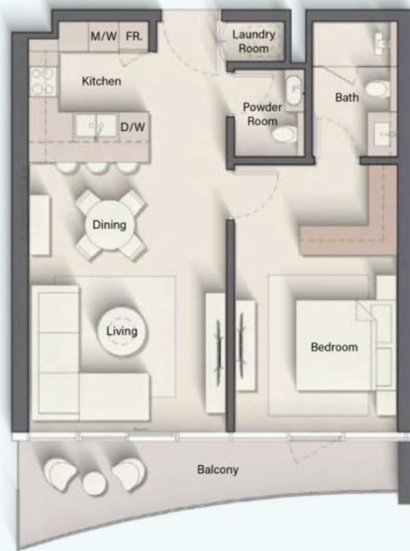 M/W FR.
Laundry
Room
Kitchen
Bath
Powder
Room
D/W
Dining
Living
Bedroom
Balcony